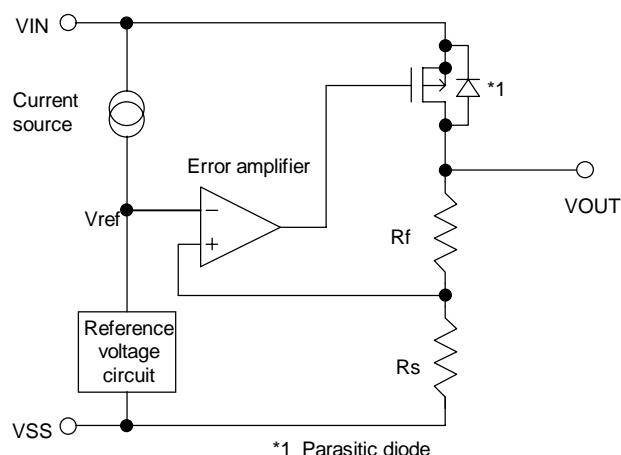 VIN
*1
Current
source
Error amplifier
Vref
−
+
VOUT
Rf
Reference
voltage
circuit
Rs
VSS
*1 Parasitic diode